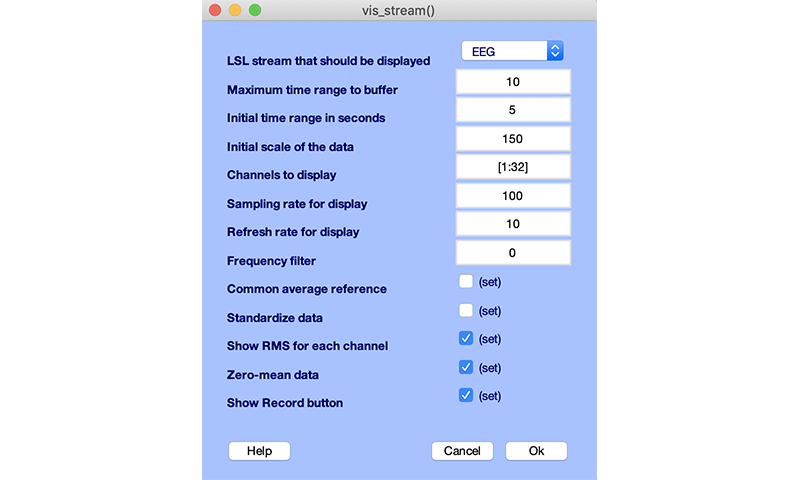 vis_stream()
LSL stream that should be displayed EEG
Maximum time range to buffer 10
Initial time range in seconds 5
Initial scale of the data 150
Channels to display [1:32]
Sampling rate for display 100
Refresh rate for display 10
Frequency filter 0
Common average reference (set)
Standardize data (set)
Show RMS for each channel (set)
Zero-mean data (set)
Show Record button (set)
Help Cancel Ok